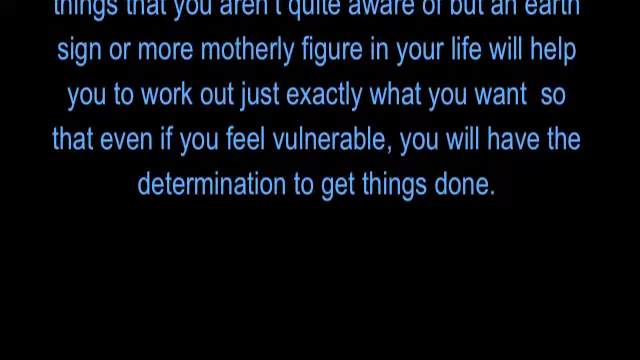 things that you aren't quite aware of but an earth
sign or more motherly figure in your life will help
you to work out just exactly what you want  so
that even if you feel vulnerable, you will have the
determination to get things done.